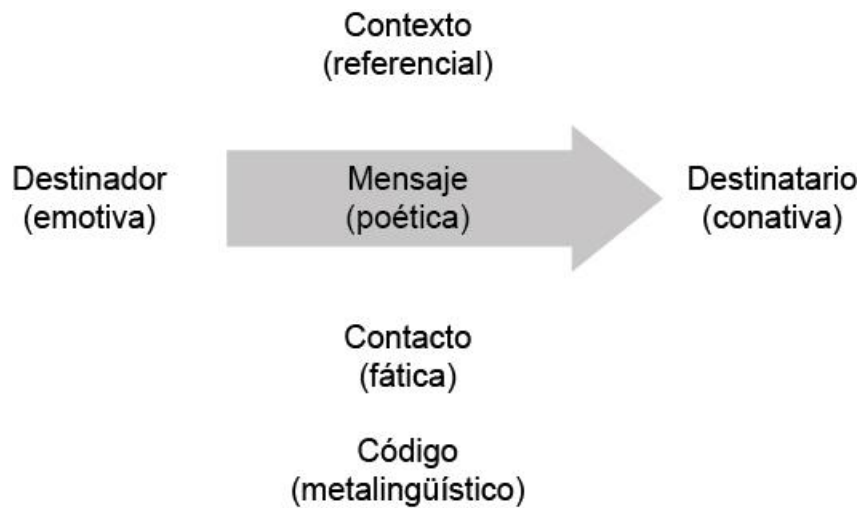 Contexto
(referencial)
Destinador
(emotiva)
Mensaje
(poética)
Destinatario
(conativa)
Contacto
(fática)
Código
(metalingüístico)